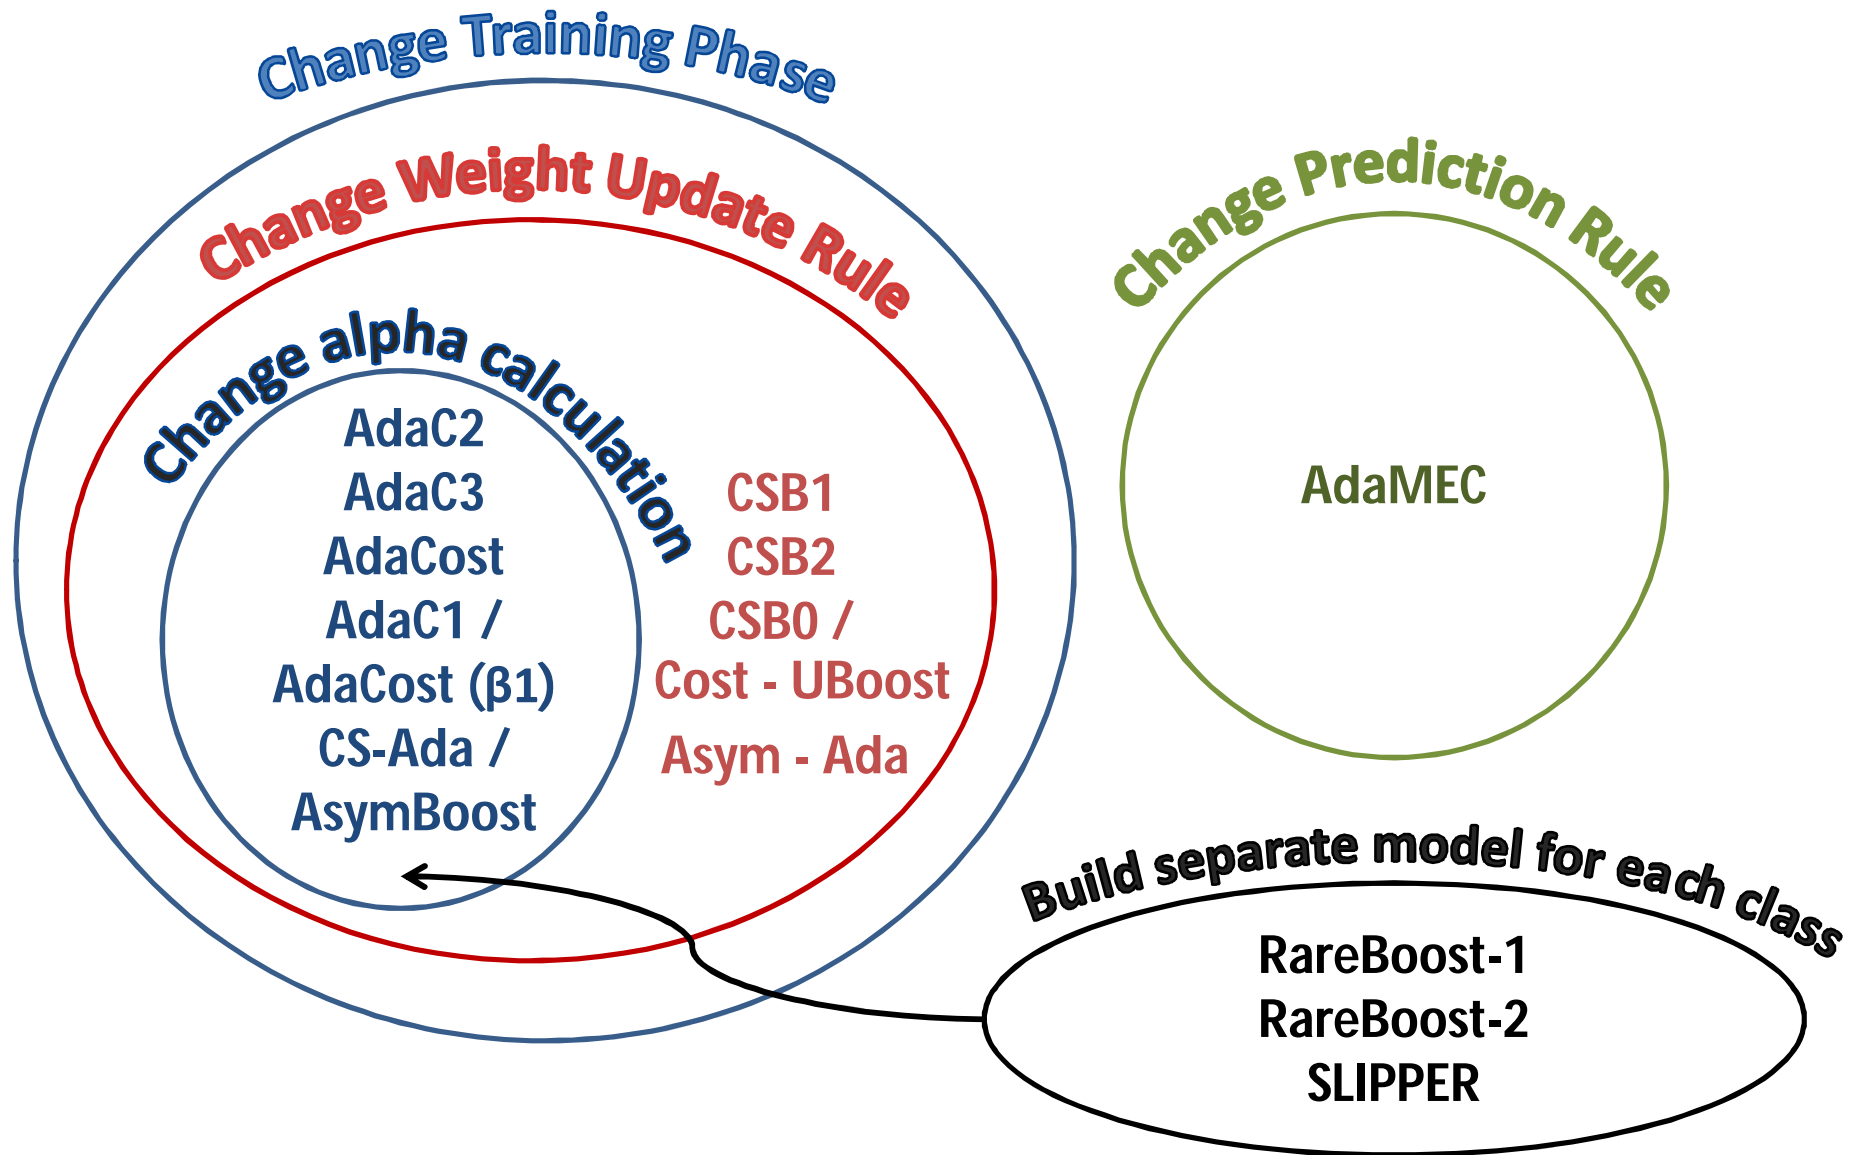 Change Training Phase
Change Weight Update Rule
Change alpha calculation
AdaC2
AdaC3
AdaCost
AdaC1 /
AdaCost (β1)
CS-Ada /
AsymBoost
CSB1
CSB2
CSB0 /
Cost - UBoost
Asym - Ada
Change Prediction Rule
AdaMEC
Build separate model for each class
RareBoost-1
RareBoost-2
SLIPPER